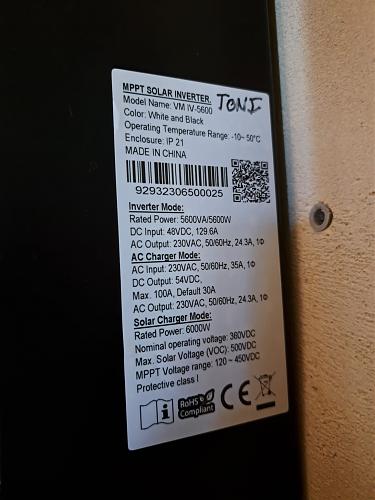 MPPT SOLAR INVERTER. TONI
Model Name: VM IV-5600
Color: White and Black
Operating Temperature Range: -10~ 50°C
Enclosure: IP 21
MADE IN CHINA
92932306500025
Inverter Mode:
Rated Power: 5600VA/5600W
DC Input: 48VDC, 129.6A
AC Output: 230VAC, 50/60Hz, 24.3A, 1Φ
AC Charger Mode:
AC Input: 230VAC, 50/60Hz, 35A, 1Φ
DC Output: 54VDC,
Max. 100A, Default 30A
AC Output: 230VAC, 50/60Hz, 24.3A, 1Φ
Solar Charger Mode:
Rated Power: 6000W
Nominal operating voltage: 360VDC
Max. Solar Voltage (VOC): 500VDC
MPPT Voltage range: 120 ~ 450VDC
Protective class I
RoHS
Compliant
CE